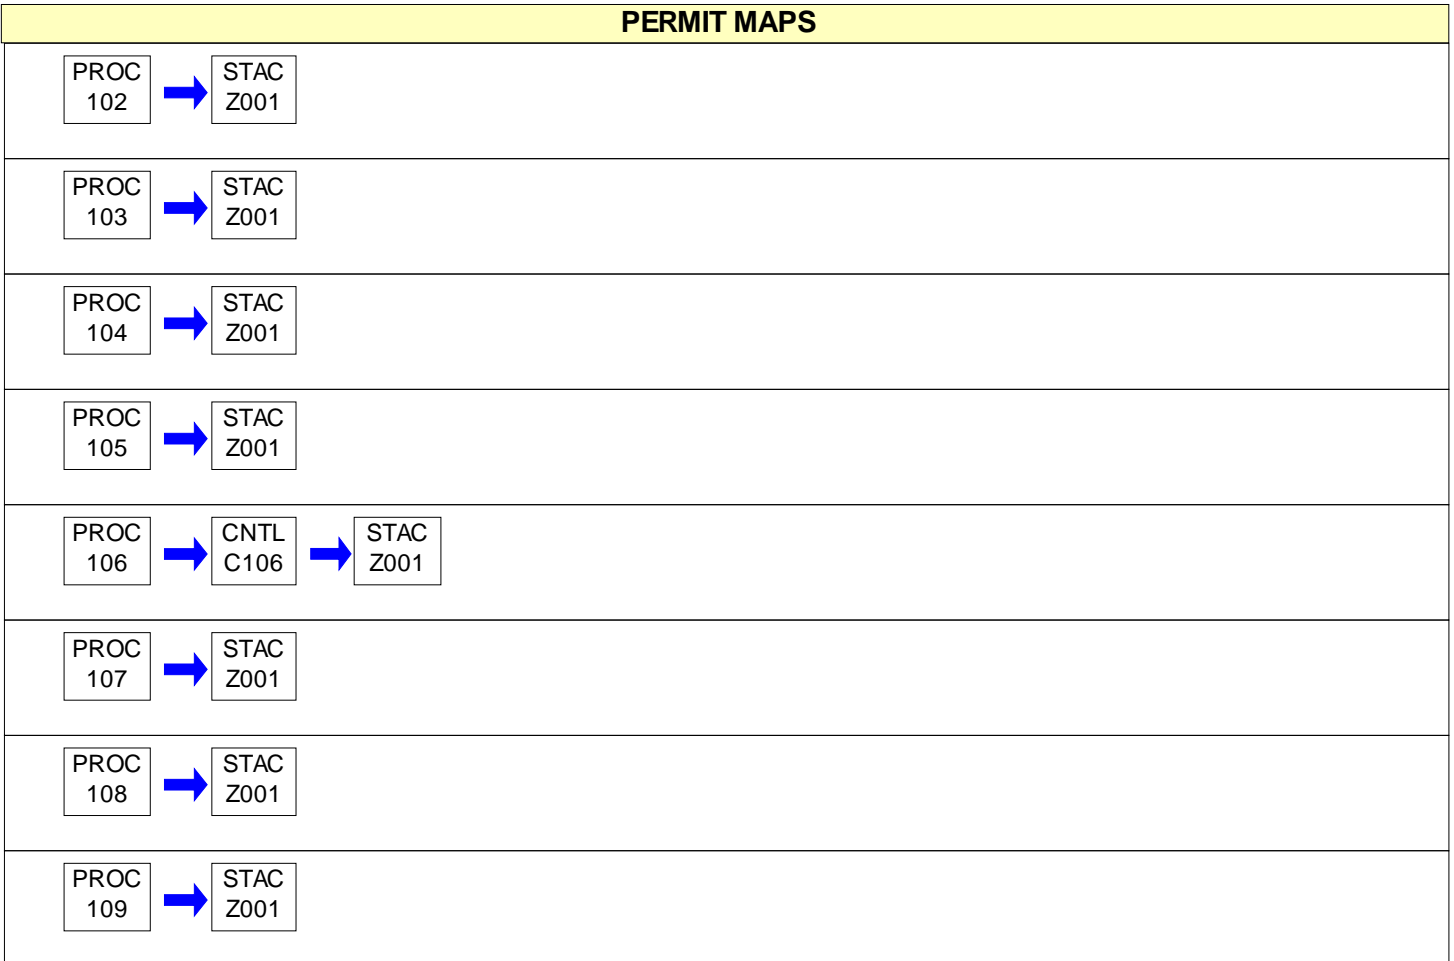 PERMIT MAPS
PROC STAC
102 Z001
PROC STAC
103 Z001
PROC STAC
104 Z001
PROC STAC
105 Z001
PROC CNTL STAC
106 C106 Z001
PROC STAC
107 Z001
PROC STAC
108 Z001
PROC STAC
109 Z001